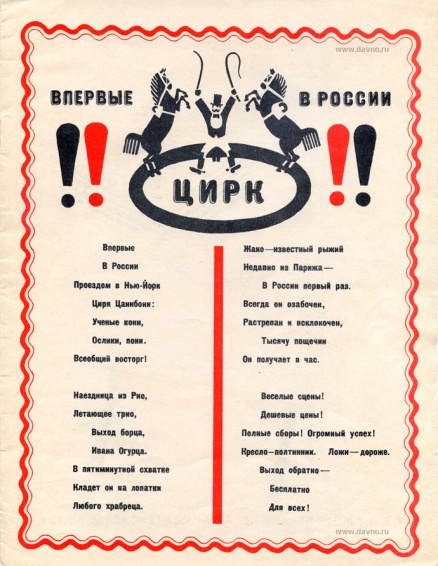 www.davno.ru
ВПЕРВЫЕ
В РОССИИ
!!
!!
ЦИРК
Впервые
В России
Проездом в Нью-Йорк
Цирк Цанибони:
Ученые кони,
Ослики, пони.
Всеобщий восторг!
Наездница из Рио,
Летающее трио,
Выход борца,
Ивана Огурца.
В пятиминутной схватке
Кладет он на лопатки
Любого храбреца.
Жако—известный рыжий
Недавно из Парижа—
В России первый раз.
Всегда он озабочен,
Растрепан и всклокочен,
Тысячу пощечин
Он получает в час.
Веселые сцены!
Дешевые цены!
Полные сборы! Огромный успех!
Кресло—полтинник. Ложи—дороже.
Выход обратно—
Бесплатно
Для всех!
www.davno.ru